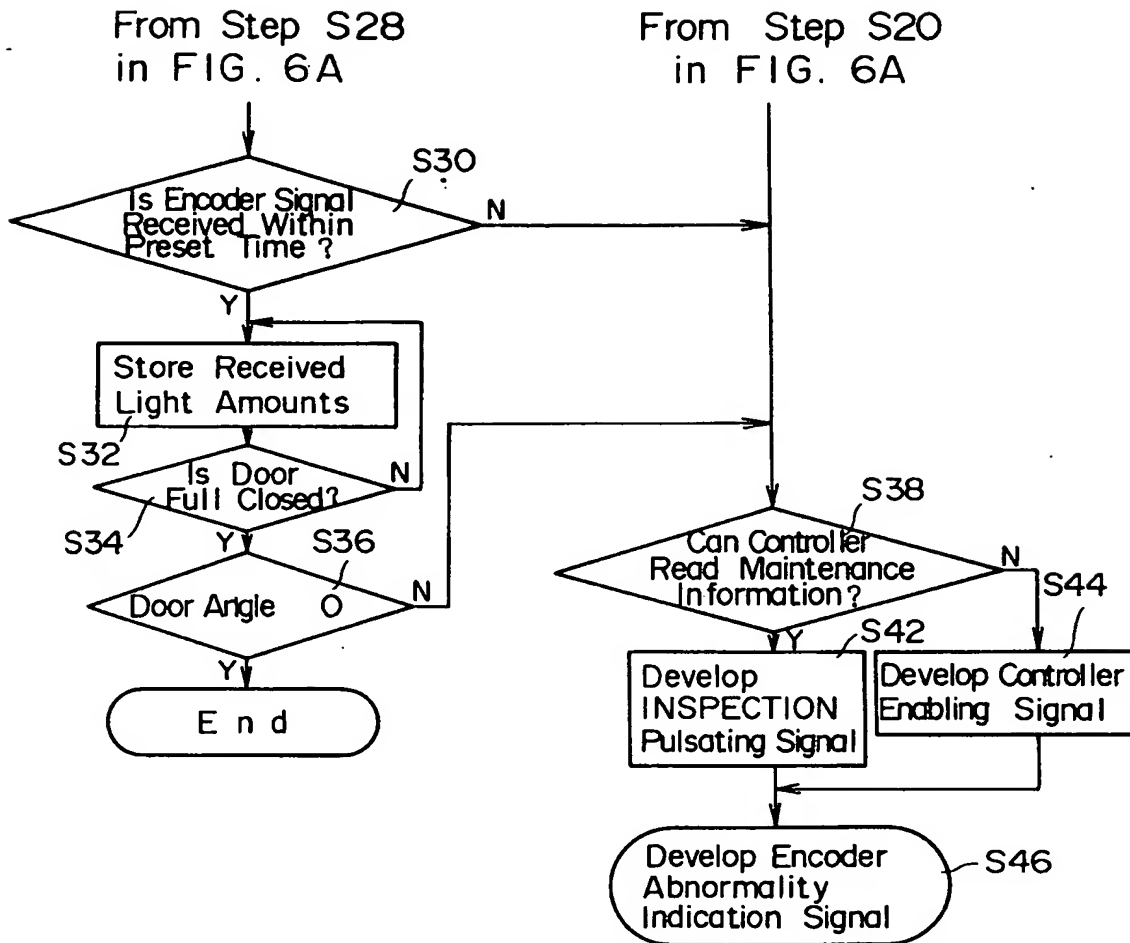 From Step S28
in FIG. 6A
From Step S20
in FIG. 6A
S30
Is Encoder Signal
Received Within
Preset Time?
N
Y
Store Received
Light Amounts
S32
Is Door
Full Closed?
N
S34
Y
S36
Door Angle O
N
Y
End
S38
Can Controller
Read Maintenance
Information?
N
Y
S42
S44
Develop
INSPECTION
Pulsating Signal
Develop Controller
Enabling Signal
Develop Encoder
Abnormality
Indication Signal
S46